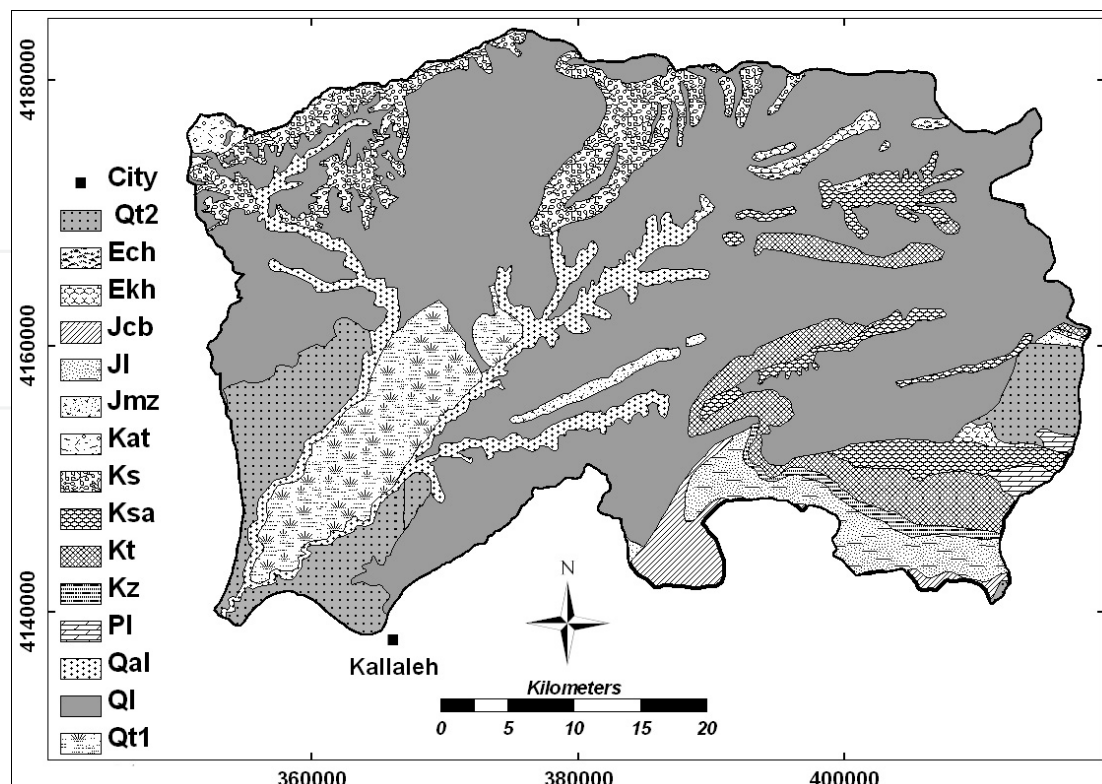 4180000
4160000
4140000
City
Qt2
Ech
Ekh
Jcb
Jl
Jmz
Kat
Ks
Ksa
Kt
Kz
Pl
Qal
Ql
Qt1
N
Kallaleh
Kilometers
0 5 10 15 20
360000 380000 400000